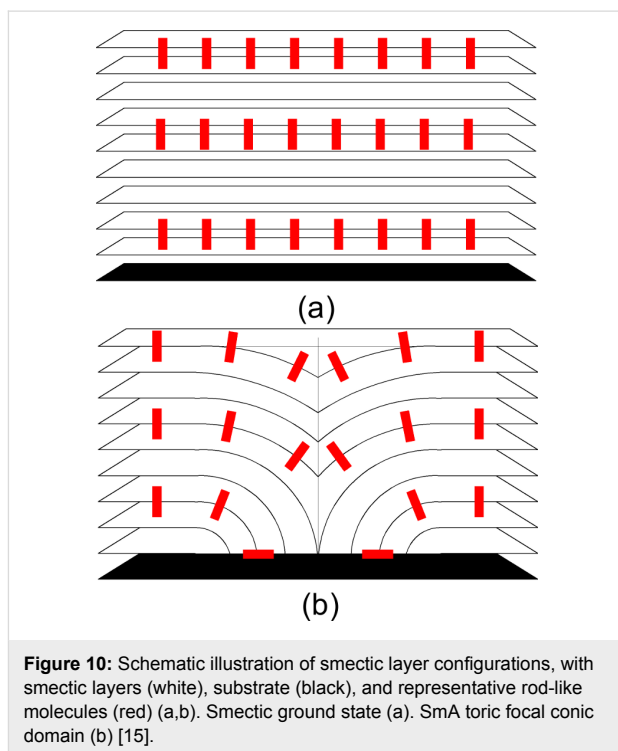 (a)
(b)
Figure 10: Schematic illustration of smectic layer configurations, with
smectic layers (white), substrate (black), and representative rod-like
molecules (red) (a,b). Smectic ground state (a). SmA toric focal conic
domain (b) [15].